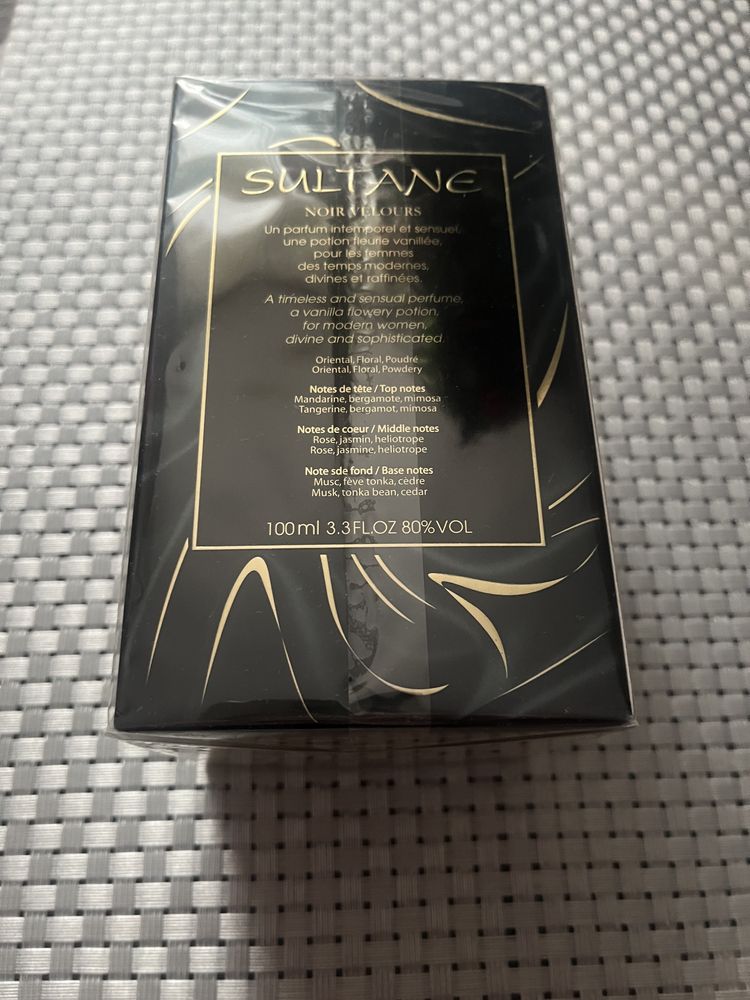 SULTANE
NOIR VELOURS
Un parfum intemporel et sensuel,
une potion fleurie vanillée,
pour les femmes
des temps modernes,
divines et raffinées.
A timeless and sensual perfume,
a vanilla flowery potion,
for modern women,
divine and sophisticated.
Oriental, Floral, Poudré
Oriental, Floral, Powdery
Notes de tête / Top notes
Mandarine, bergamote, mimosa
Tangerine, bergamot, mimosa
Notes de coeur / Middle notes
Rose, jasmin, heliotrope
Rose, jasmine, heliotrope
Note sde fond / Base notes
Musc, fève tonka, cèdre
Musk, tonka bean, cedar
100ml 3.3FL.OZ 80%VOL